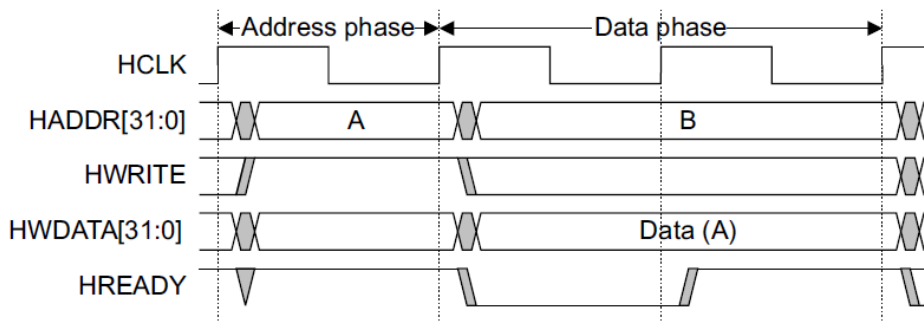 Address phase Data phase
HCLK
HADDR[31:0] A B
HWRITE
HWDATA[31:0] Data (A)
HREADY